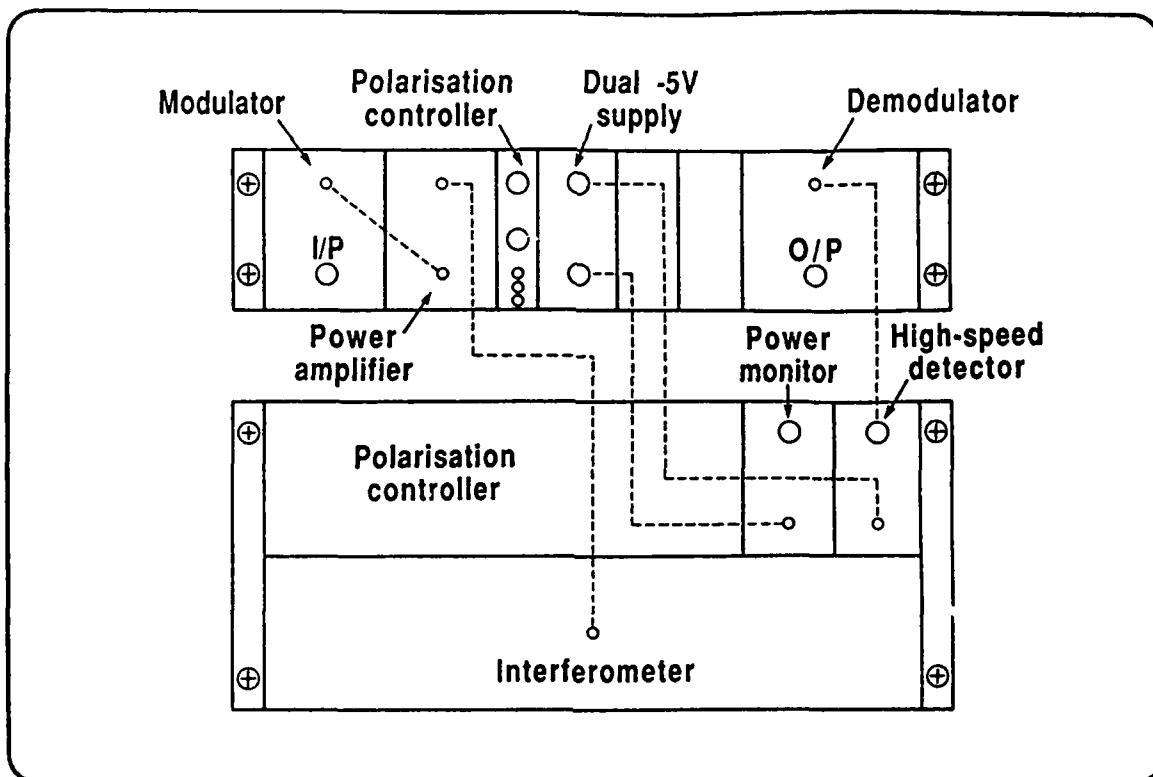 Modulator
Polarisation
controller
Dual -5V
supply
Demodulator
I/P
O/P
Power
amplifier
Power
monitor
High-speed
detector
Polarisation
controller
Interferometer